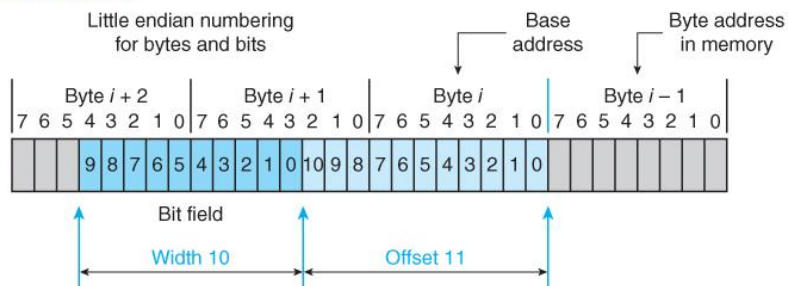 Little endian numbering
for bytes and bits
Base
address
Byte address
in memory
Byte i + 2
Byte i + 1
Byte i
Byte i – 1
7 6 5 4 3 2 1 0 7 6 5 4 3 2 1 0 7 6 5 4 3 2 1 0 7 6 5 4 3 2 1 0
9 8 7 6 5 4 3 2 1 0 10 9 8 7 6 5 4 3 2 1 0
Bit field
Width 10
Offset 11